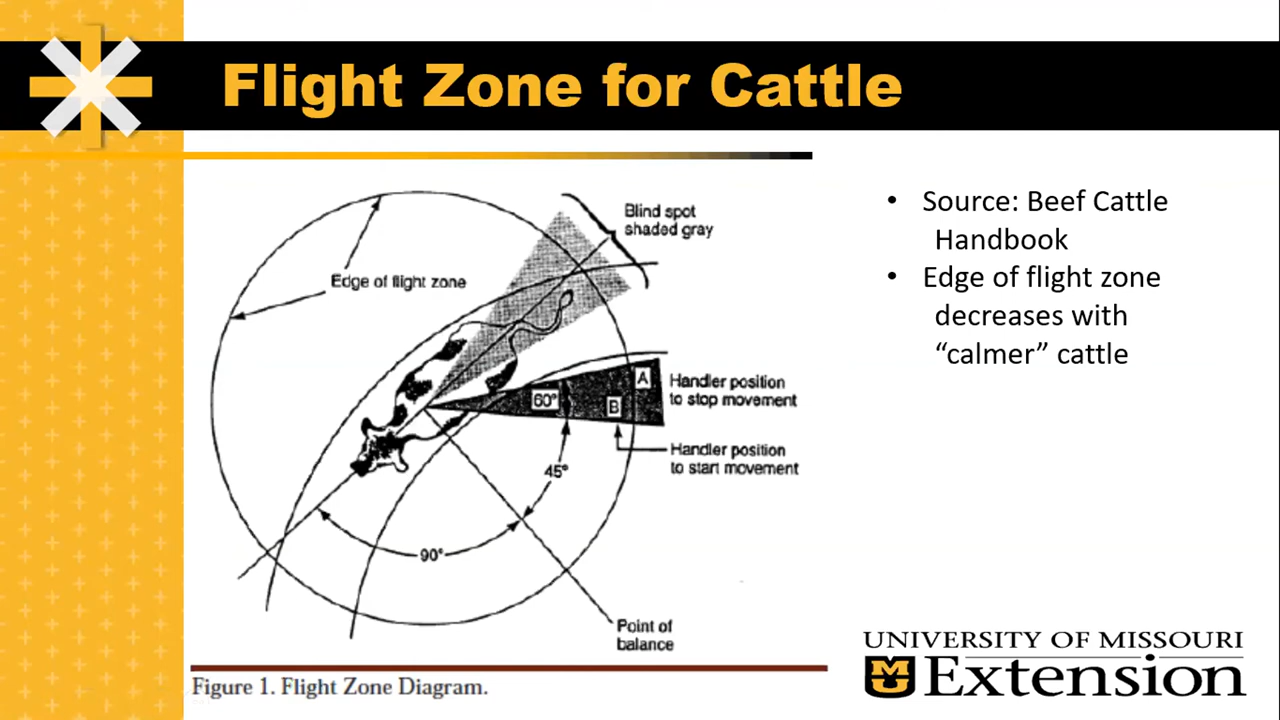 Flight Zone for Cattle
Blind spot
shaded gray
Edge of flight zone
A
Handler position
to stop movement
60°
B
Handler position
to start movement
45°
90°
Point of
balance
Figure 1. Flight Zone Diagram.
• Source: Beef Cattle
Handbook
• Edge of flight zone
decreases with
“calmer” cattle
UNIVERSITY OF MISSOURI
Extension